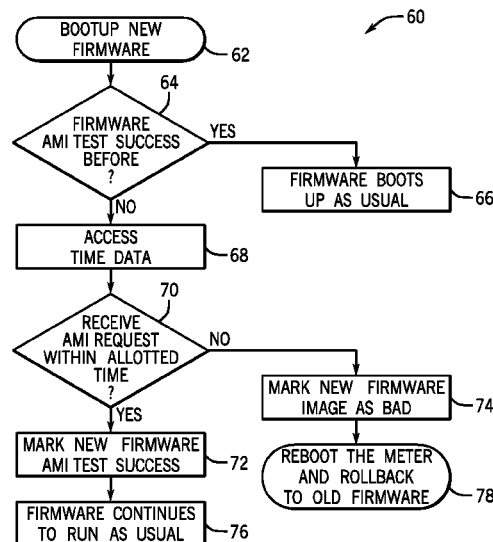 60
BOOTUP NEW
FIRMWARE
62
64
FIRMWARE
AMI TEST SUCCESS
BEFORE
?
YES
FIRMWARE BOOTS
UP AS USUAL
66
NO
ACCESS
TIME DATA
68
70
RECEIVE
AMI REQUEST
WITHIN ALLOTTED
TIME
?
NO
MARK NEW FIRMWARE
IMAGE AS BAD
74
YES
MARK NEW FIRMWARE
AMI TEST SUCCESS
72
REBOOT THE METER
AND ROLLBACK
TO OLD FIRMWARE
78
FIRMWARE CONTINUES
TO RUN AS USUAL
76